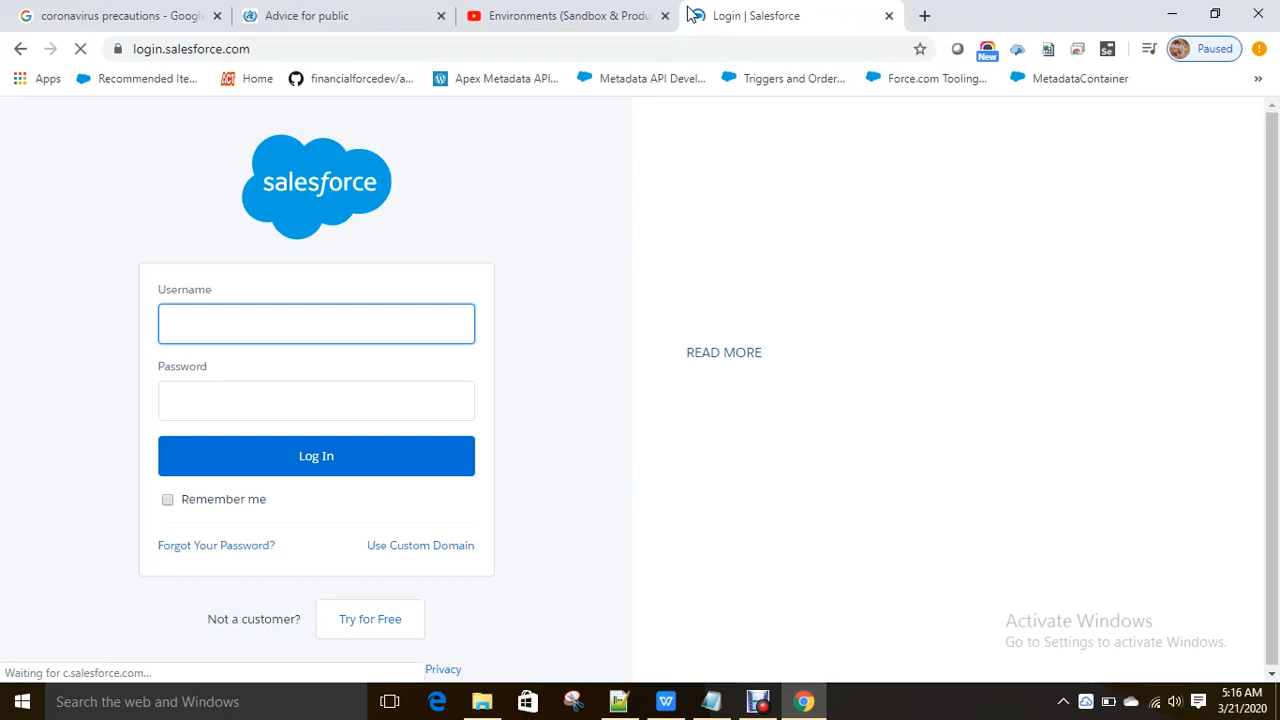 coronavirus precautions - Google
Advice for public
Environments (Sandbox & Produ
Login | Salesforce
login.salesforce.com
New
Se
Paused
Apps
Recommended Ite...
ACT
Home
financialforcedev/a...
Apex Metadata API...
Metadata API Devel...
Triggers and Order...
Force.com Tooling...
MetadataContainer
salesforce
Username
Password
Log In
Remember me
Forgot Your Password?
Use Custom Domain
Not a customer?
Try for Free
READ MORE
Activate Windows
Go to Settings to activate Windows.
Waiting for c.salesforce.com...
Privacy
Search the web and Windows
5:16 AM
3/21/2020